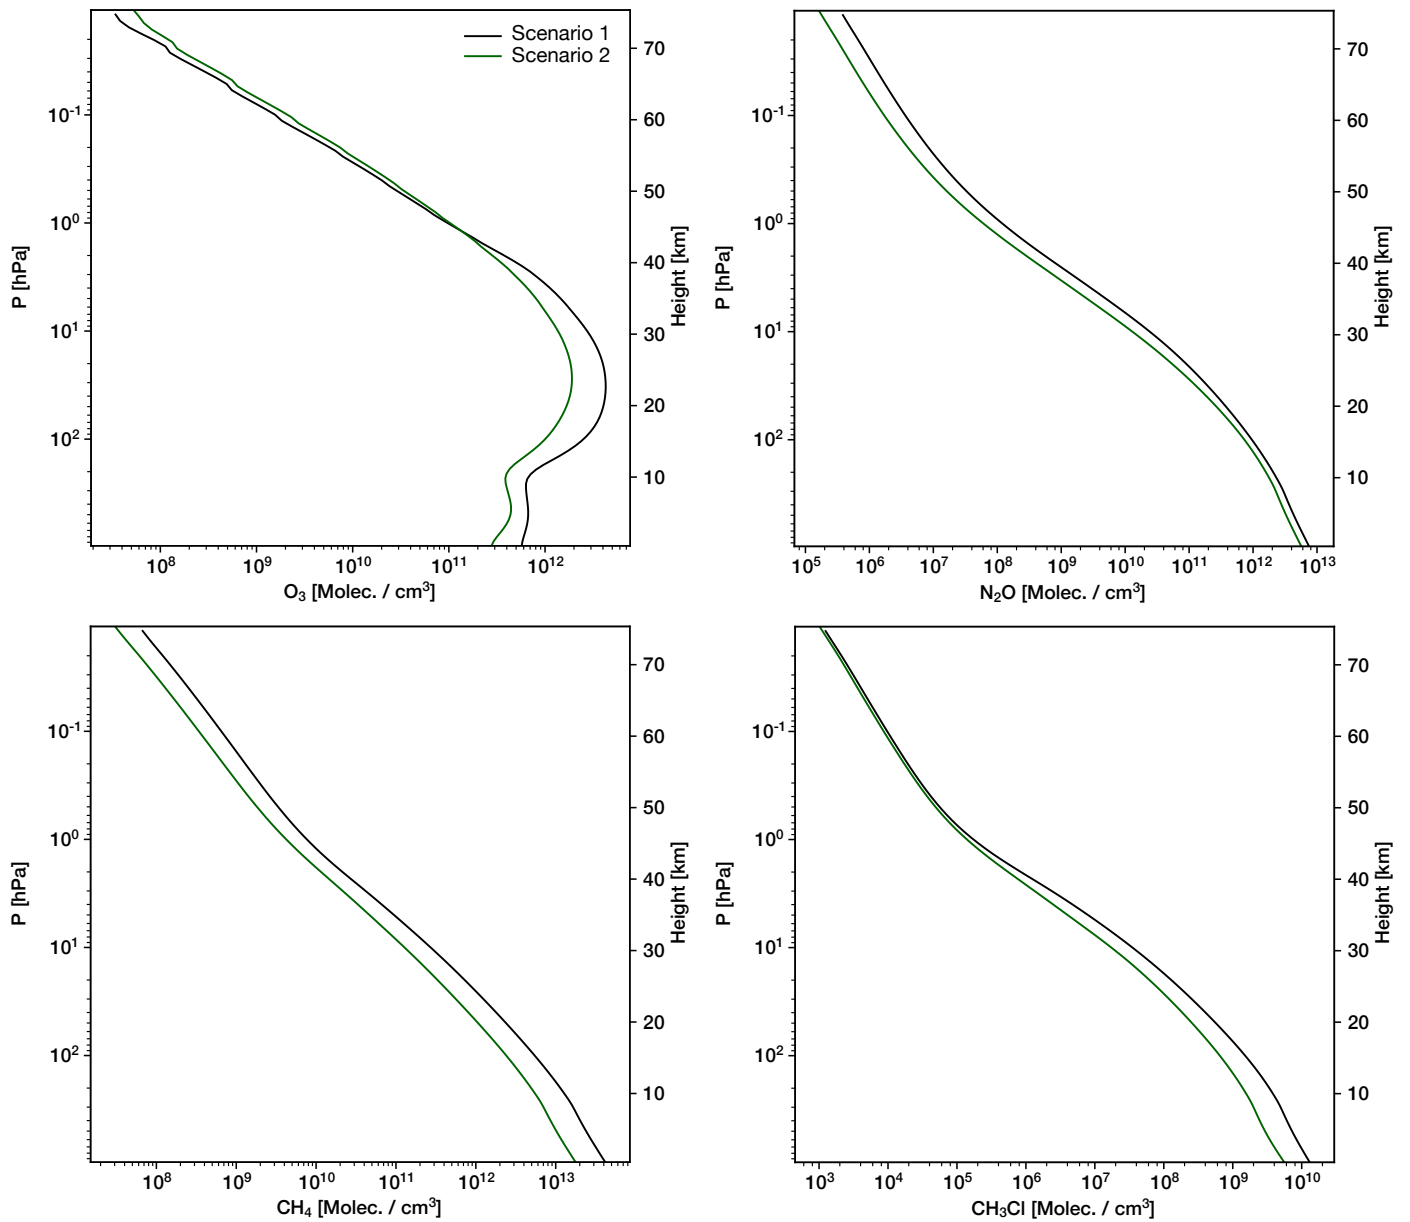 Scenario 1
Scenario 2
P [hPa]
10⁻¹
10⁰
10¹
10²
70
60
50
40
30
20
10
Height [km]
10⁸ 10⁹ 10¹⁰ 10¹¹ 10¹²
O₃ [Molec. / cm³]
P [hPa]
10⁻¹
10⁰
10¹
10²
70
60
50
40
30
20
10
Height [km]
10⁵ 10⁶ 10⁷ 10⁸ 10⁹ 10¹⁰ 10¹¹ 10¹² 10¹³
N₂O [Molec. / cm³]
P [hPa]
10⁻¹
10⁰
10¹
10²
70
60
50
40
30
20
10
Height [km]
10⁸ 10⁹ 10¹⁰ 10¹¹ 10¹² 10¹³
CH₄ [Molec. / cm³]
P [hPa]
10⁻¹
10⁰
10¹
10²
70
60
50
40
30
20
10
Height [km]
10³ 10⁴ 10⁵ 10⁶ 10⁷ 10⁸ 10⁹ 10¹⁰
CH₃Cl [Molec. / cm³]